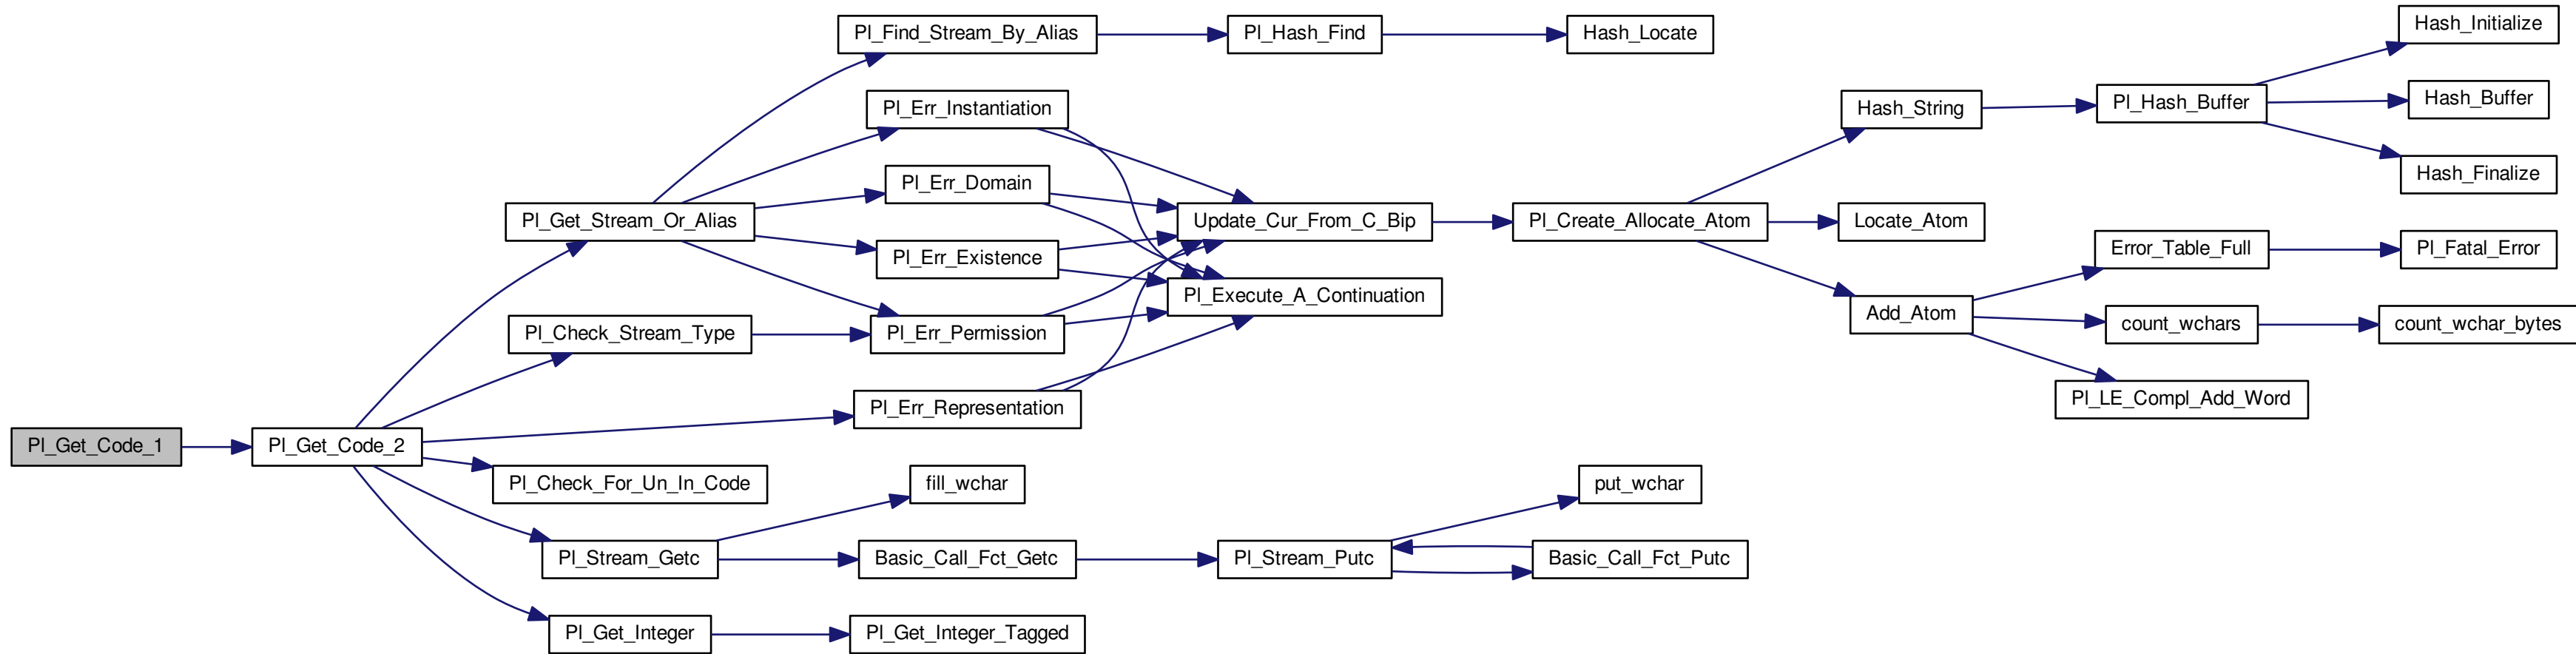 Pl_Find_Stream_By_Alias
Pl_Hash_Find
Hash_Locate
Hash_Initialize
Pl_Err_Instantiation
Hash_String
Pl_Hash_Buffer
Hash_Buffer
Pl_Err_Domain
Hash_Finalize
Pl_Get_Stream_Or_Alias
Update_Cur_From_C_Bip
Pl_Create_Allocate_Atom
Locate_Atom
Pl_Err_Existence
Error_Table_Full
Pl_Fatal_Error
Pl_Execute_A_Continuation
Pl_Check_Stream_Type
Pl_Err_Permission
Add_Atom
count_wchars
count_wchar_bytes
Pl_Err_Representation
Pl_LE_Compl_Add_Word
Pl_Get_Code_1
Pl_Get_Code_2
Pl_Check_For_Un_In_Code
fill_wchar
put_wchar
Pl_Stream_Getc
Basic_Call_Fct_Getc
Pl_Stream_Putc
Basic_Call_Fct_Putc
Pl_Get_Integer
Pl_Get_Integer_Tagged